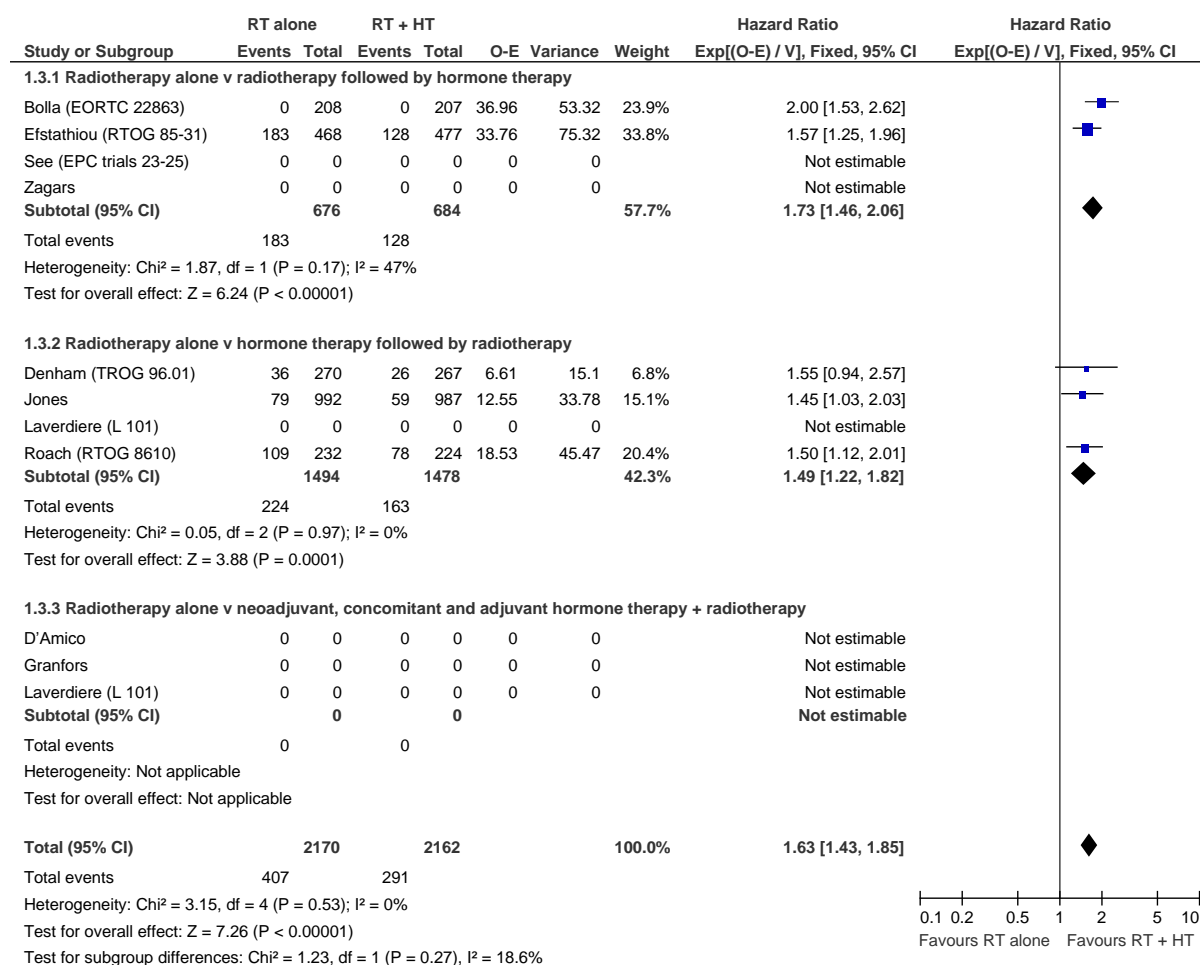 RT alone RT + HT Hazard Ratio Hazard Ratio
Study or Subgroup Events Total Events Total O-E Variance Weight Exp[(O-E) / V], Fixed, 95% CI Exp[(O-E) / V], Fixed, 95% CI
1.3.1 Radiotherapy alone v radiotherapy followed by hormone therapy
Bolla (EORTC 22863) 0 208 0 207 36.96 53.32 23.9% 2.00 [1.53, 2.62]
Efstathiou (RTOG 85-31) 183 468 128 477 33.76 75.32 33.8% 1.57 [1.25, 1.96]
See (EPC trials 23-25) 0 0 0 0 0 0 Not estimable
Zagars 0 0 0 0 0 0 Not estimable
Subtotal (95% CI) 676 684 57.7% 1.73 [1.46, 2.06]
Total events 183 128
Heterogeneity: Chi² = 1.87, df = 1 (P = 0.17); I² = 47%
Test for overall effect: Z = 6.24 (P < 0.00001)
1.3.2 Radiotherapy alone v hormone therapy followed by radiotherapy
Denham (TROG 96.01) 36 270 26 267 6.61 15.1 6.8% 1.55 [0.94, 2.57]
Jones 79 992 59 987 12.55 33.78 15.1% 1.45 [1.03, 2.03]
Laverdiere (L 101) 0 0 0 0 0 0 Not estimable
Roach (RTOG 8610) 109 232 78 224 18.53 45.47 20.4% 1.50 [1.12, 2.01]
Subtotal (95% CI) 1494 1478 42.3% 1.49 [1.22, 1.82]
Total events 224 163
Heterogeneity: Chi² = 0.05, df = 2 (P = 0.97); I² = 0%
Test for overall effect: Z = 3.88 (P = 0.0001)
1.3.3 Radiotherapy alone v neoadjuvant, concomitant and adjuvant hormone therapy + radiotherapy
D’Amico 0 0 0 0 0 0 Not estimable
Granfors 0 0 0 0 0 0 Not estimable
Laverdiere (L 101) 0 0 0 0 0 0 Not estimable
Subtotal (95% CI) 0 0 Not estimable
Total events 0 0
Heterogeneity: Not applicable
Test for overall effect: Not applicable
Total (95% CI) 2170 2162 100.0% 1.63 [1.43, 1.85]
Total events 407 291
Heterogeneity: Chi² = 3.15, df = 4 (P = 0.53); I² = 0%
Test for overall effect: Z = 7.26 (P < 0.00001)
Test for subgroup differences: Chi² = 1.23, df = 1 (P = 0.27), I² = 18.6%
0.1 0.2 0.5 1 2 5 10
Favours RT alone Favours RT + HT